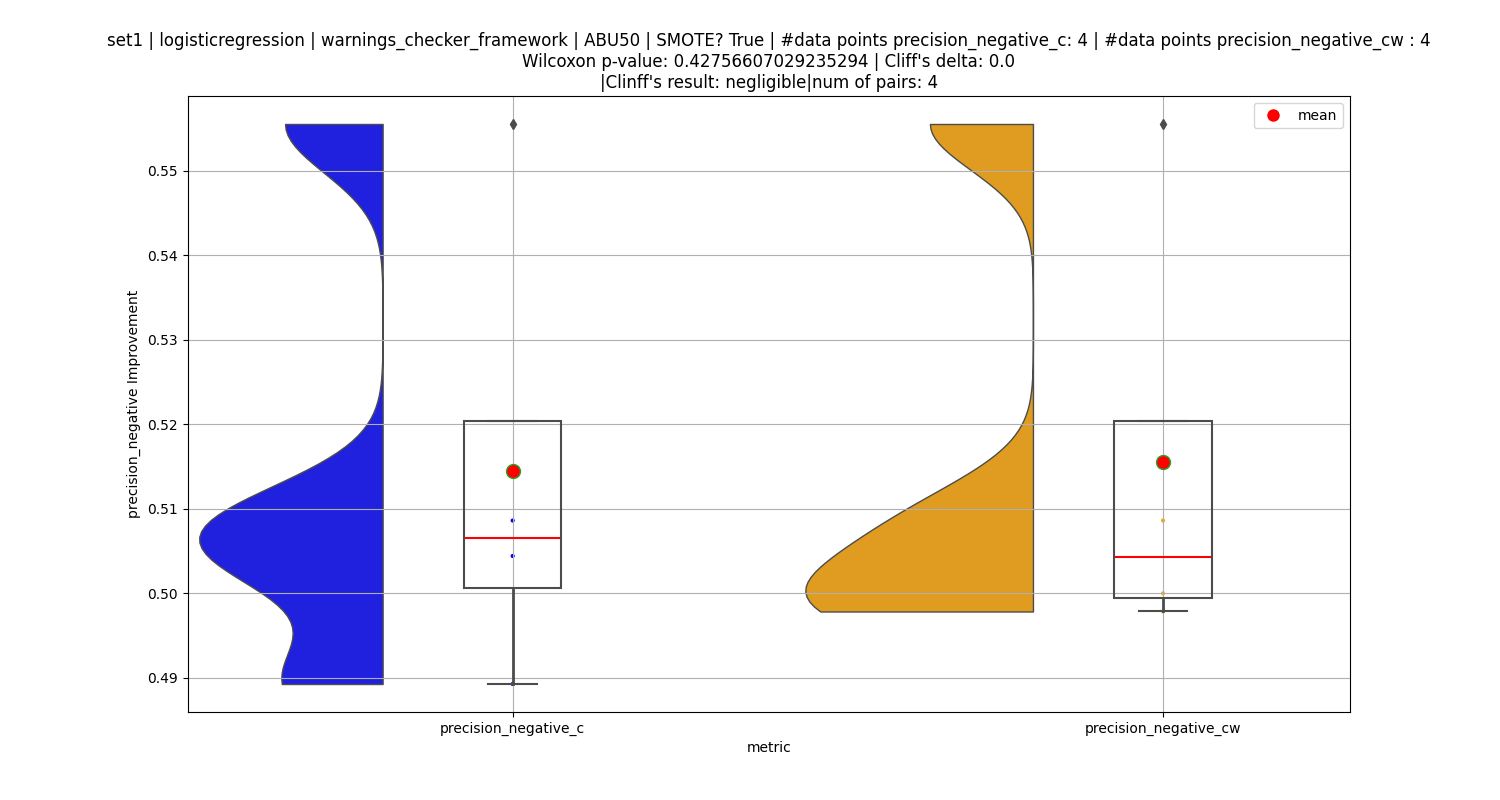 set1 | logisticregression | warnings_checker_framework | ABU50 | SMOTE? True | #data points precision_negative_c: 4 | #data points precision_negative_cw : 4
Wilcoxon p-value: 0.42756607029235294 | Cliff's delta: 0.0
|Clinff's result: negligible|num of pairs: 4
mean
0.55
0.54
0.53
0.52
0.51
0.50
0.49
precision_negative Improvement
precision_negative_c
precision_negative_cw
metric